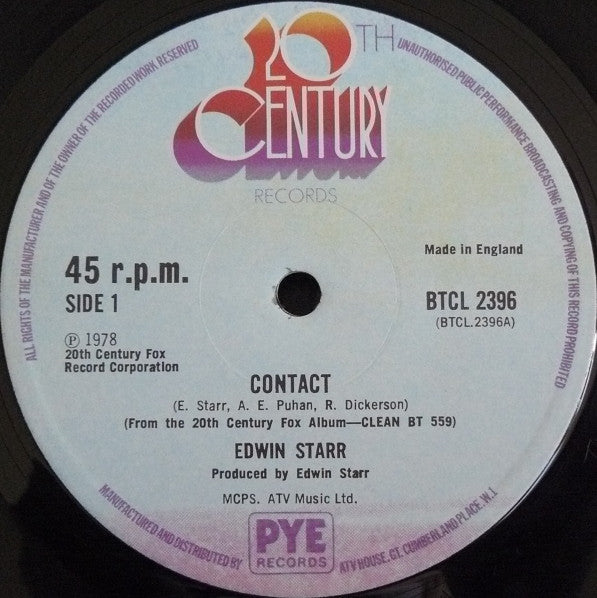 20TH
CENTURY
RECORDS
ALL RIGHTS OF THE MANUFACTURER AND OF THE OWNER OF THE RECORDED WORK RESERVED
UNAUTHORISED PUBLIC PERFORMANCE BROADCASTING AND COPYING OF THIS RECORD PROHIBITED
45 r.p.m.
SIDE 1
Ⓟ 1978
20th Century Fox
Record Corporation
Made in England
BTCL 2396
(BTCL.2396A)
CONTACT
(E. Starr, A. E. Puhan, R. Dickerson)
(From the 20th Century Fox Album—CLEAN BT 559)
EDWIN STARR
Produced by Edwin Starr
MCPS. ATV Music Ltd.
MANUFACTURED AND DISTRIBUTED BY
PYE
RECORDS
ATV HOUSE, GT. CUMBERLAND PLACE, W.1